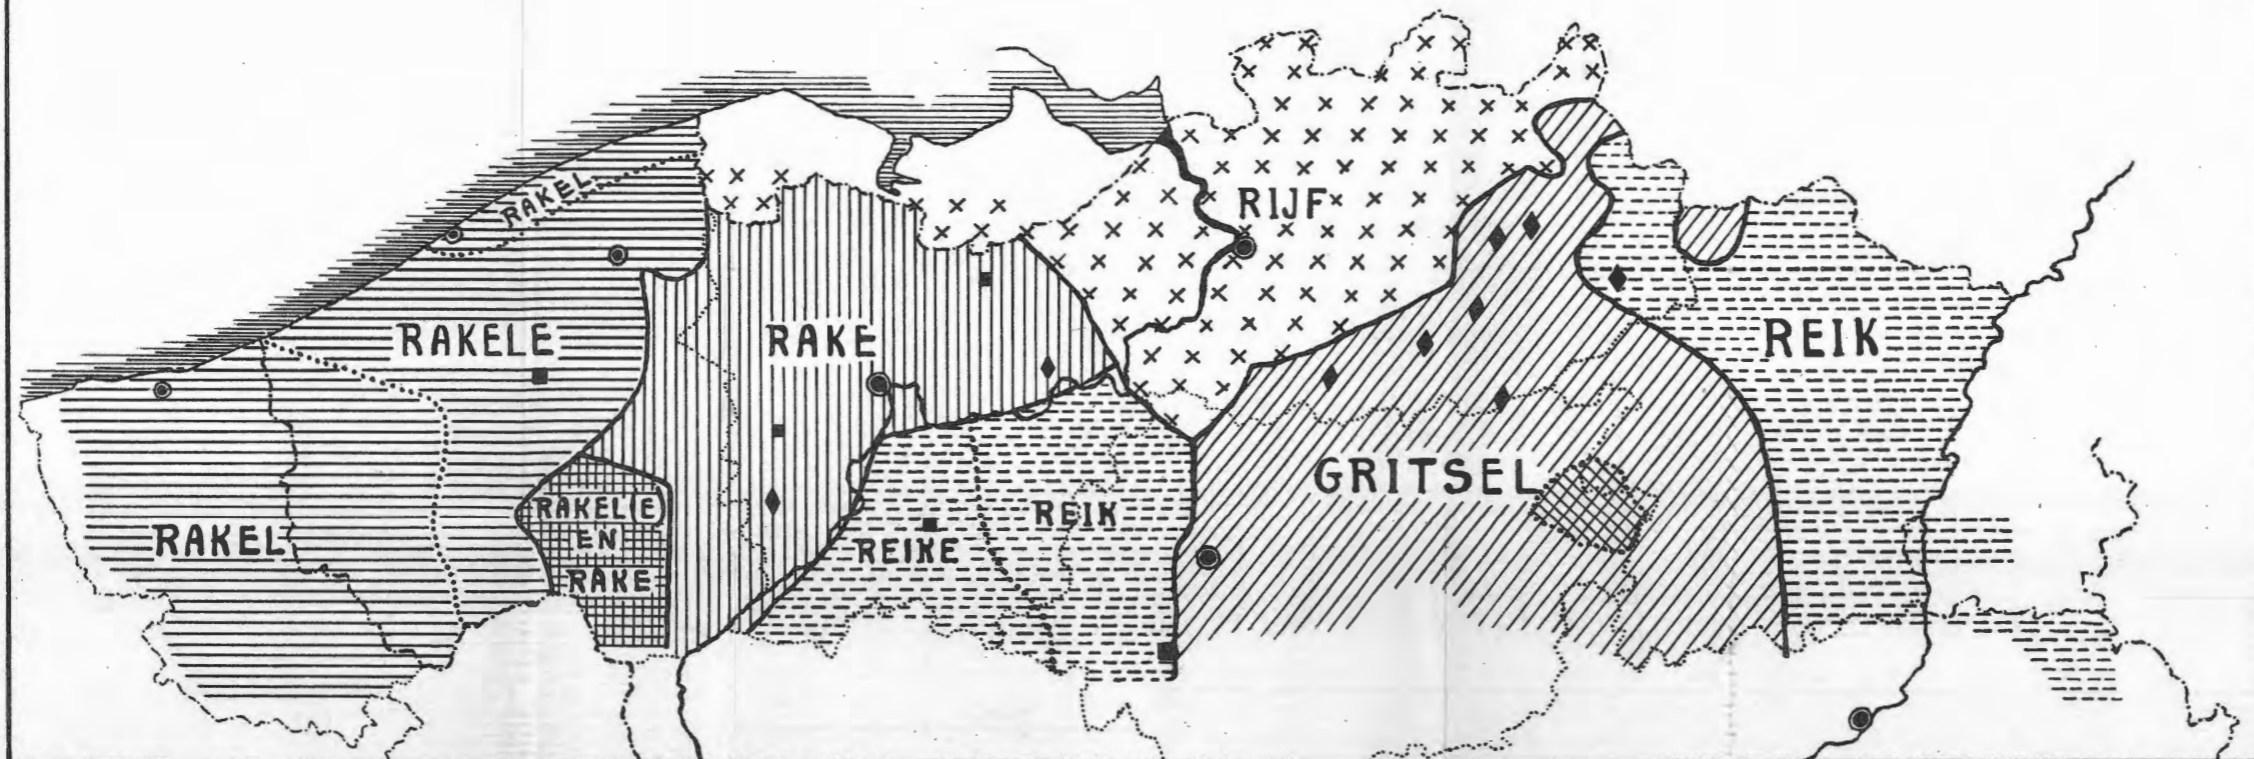 RAKEL
RIJF
RAKELE
RAKE
REIK
GRITSEL
RAKEL(E)
EN
RAKE
REIK
RAKEL
REIKE